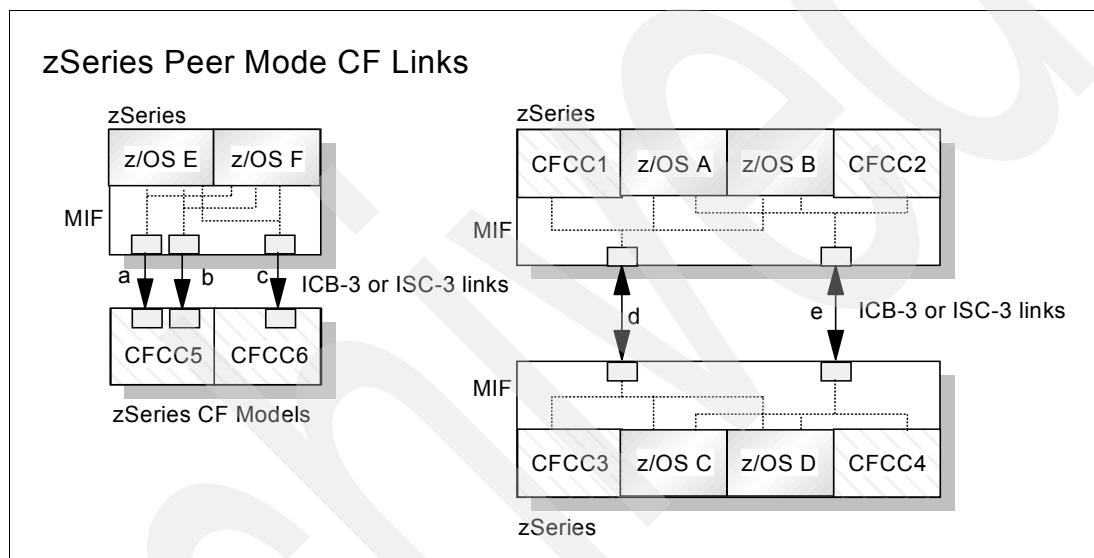 zSeries Peer Mode CF Links
zSeries
z/OS E
z/OS F
MIF
a
b
c
ICB-3 or ISC-3 links
CFCC5
CFCC6
zSeries CF Models
zSeries
CFCC1
z/OS A
z/OS B
CFCC2
MIF
d
e
ICB-3 or ISC-3 links
MIF
CFCC3
z/OS C
z/OS D
CFCC4
zSeries